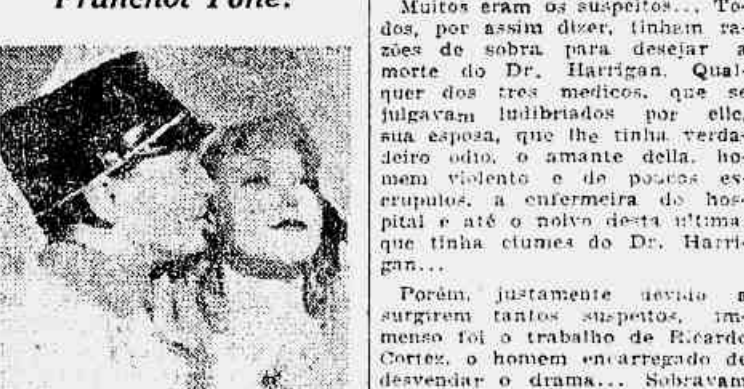 Franchot Tone.
Muitos eram os suspeitos... To-
dos, por assim dizer, tinham ra-
zões de sobra para desejar a
morte do Dr. Harrigan. Qual-
quer dos tres medicos, que se
julgavam ludibriados por elle,
sua esposa, que lhe tinha verda-
deiro odio, o amante della, ho-
mem violento e de poucos es-
crupulos, a enfermeira do hos-
pital e até o noivo desta ultima,
que tinha ciumes do Dr. Harri-
gan...
Porém, justamente devido a
surgirem tantos suspeitos, im-
menso foi o trabalho de Ricardo
Cortez, o homem encarregado de
desvendar o drama... Sobravam